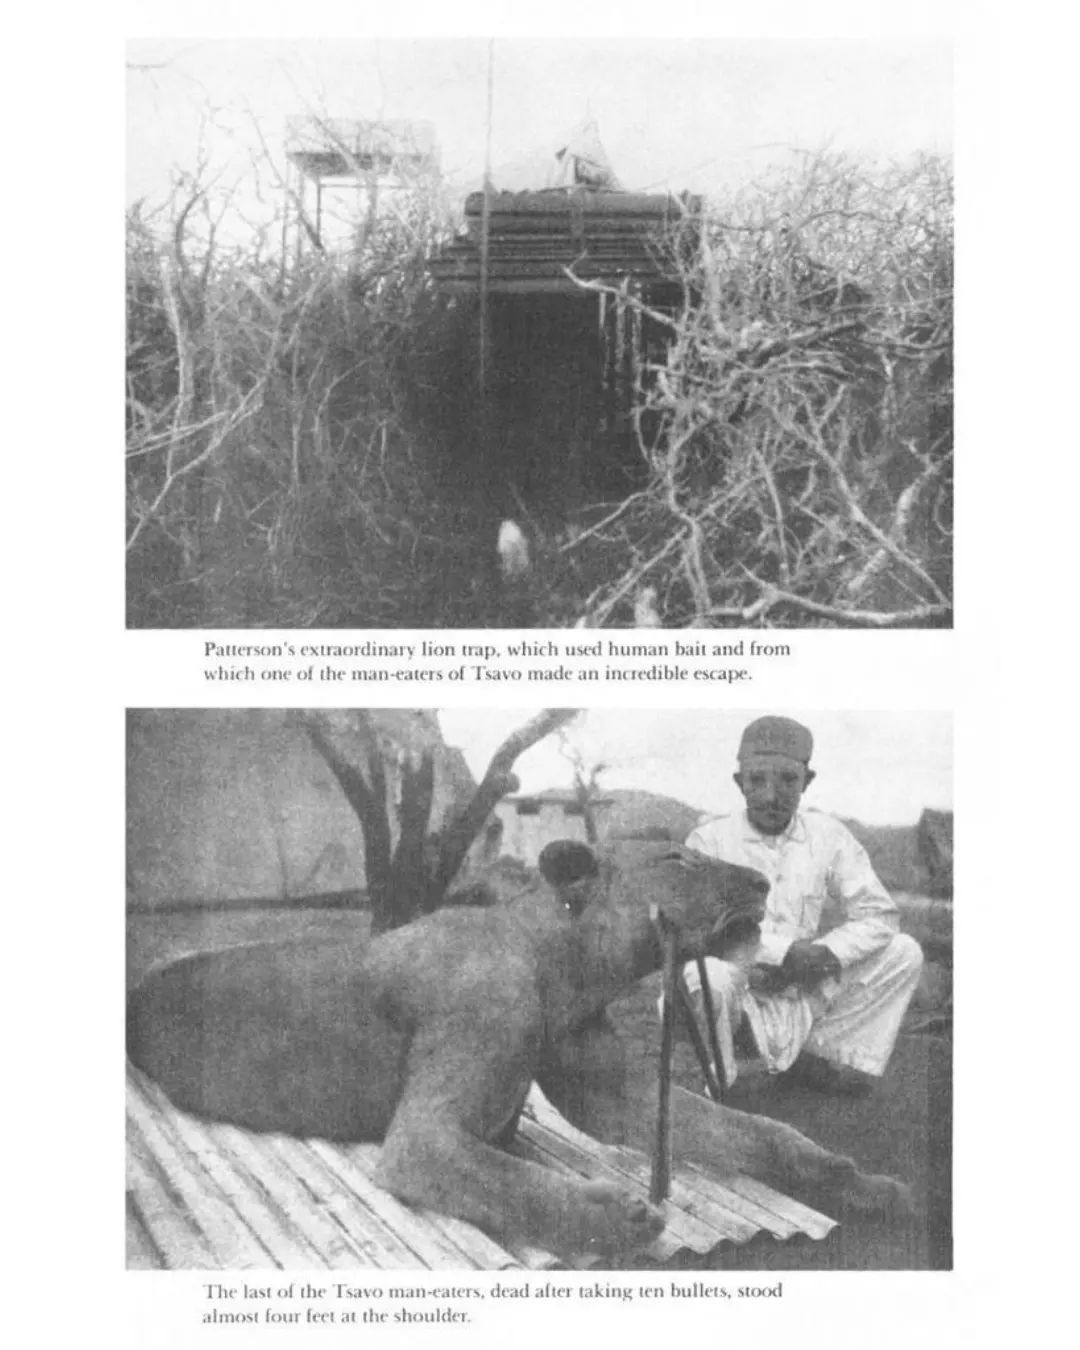 Patterson's extraordinary lion trap, which used human bait and from
which one of the man-eaters of Tsavo made an incredible escape.
The last of the Tsavo man-eaters, dead after taking ten bullets, stood
almost four feet at the shoulder.